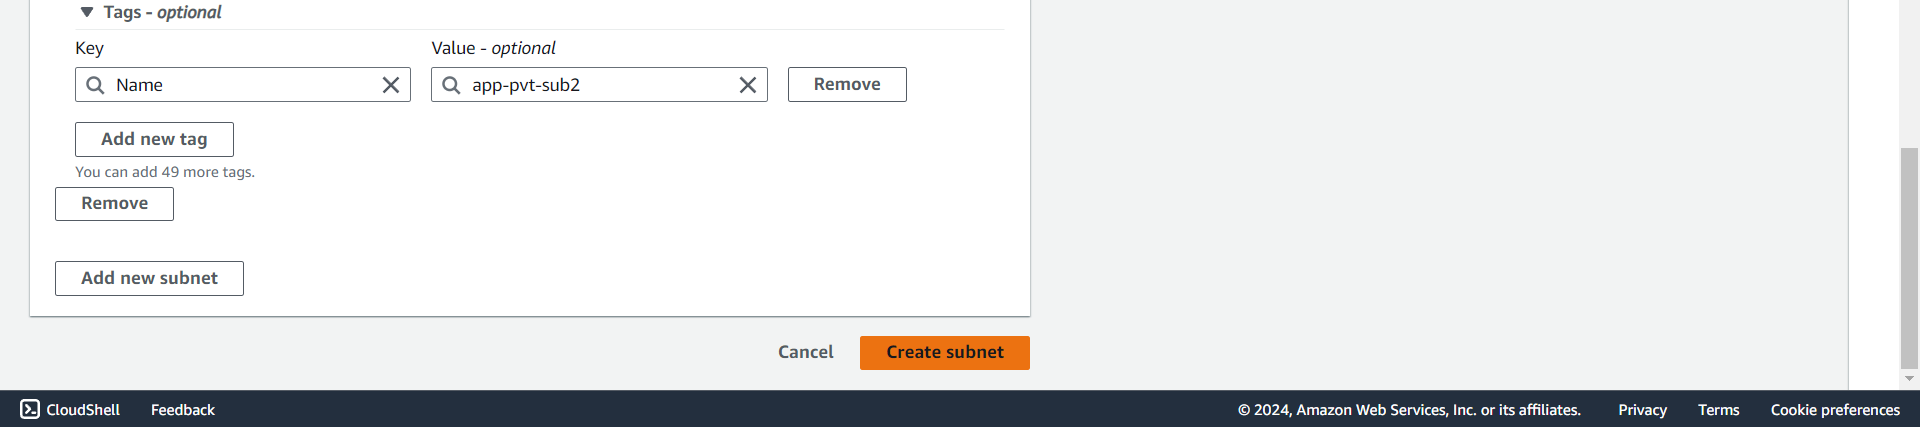 Tags - optional
Key
Value - optional
Name
app-pvt-sub2
Remove
Add new tag
You can add 49 more tags.
Remove
Add new subnet
Cancel
Create subnet
CloudShell
Feedback
© 2024, Amazon Web Services, Inc. or its affiliates.
Privacy
Terms
Cookie preferences